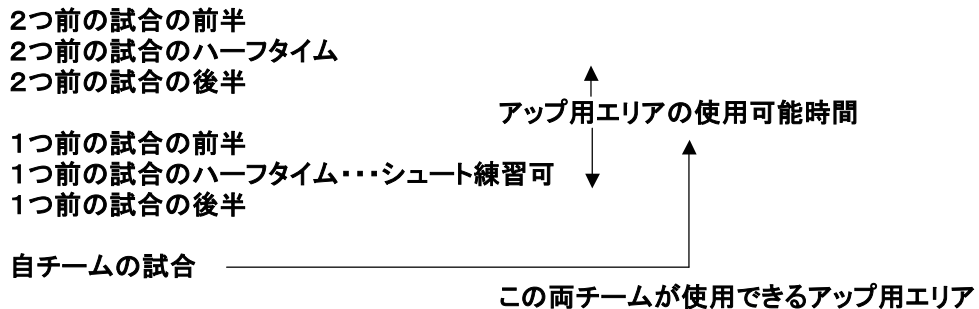 ２つ前の試合の前半
２つ前の試合のハーフタイム
２つ前の試合の後半
アップ用エリアの使用可能時間
１つ前の試合の前半
１つ前の試合のハーフタイム・・・シュート練習可
１つ前の試合の後半
自チームの試合
この両チームが使用できるアップ用エリア